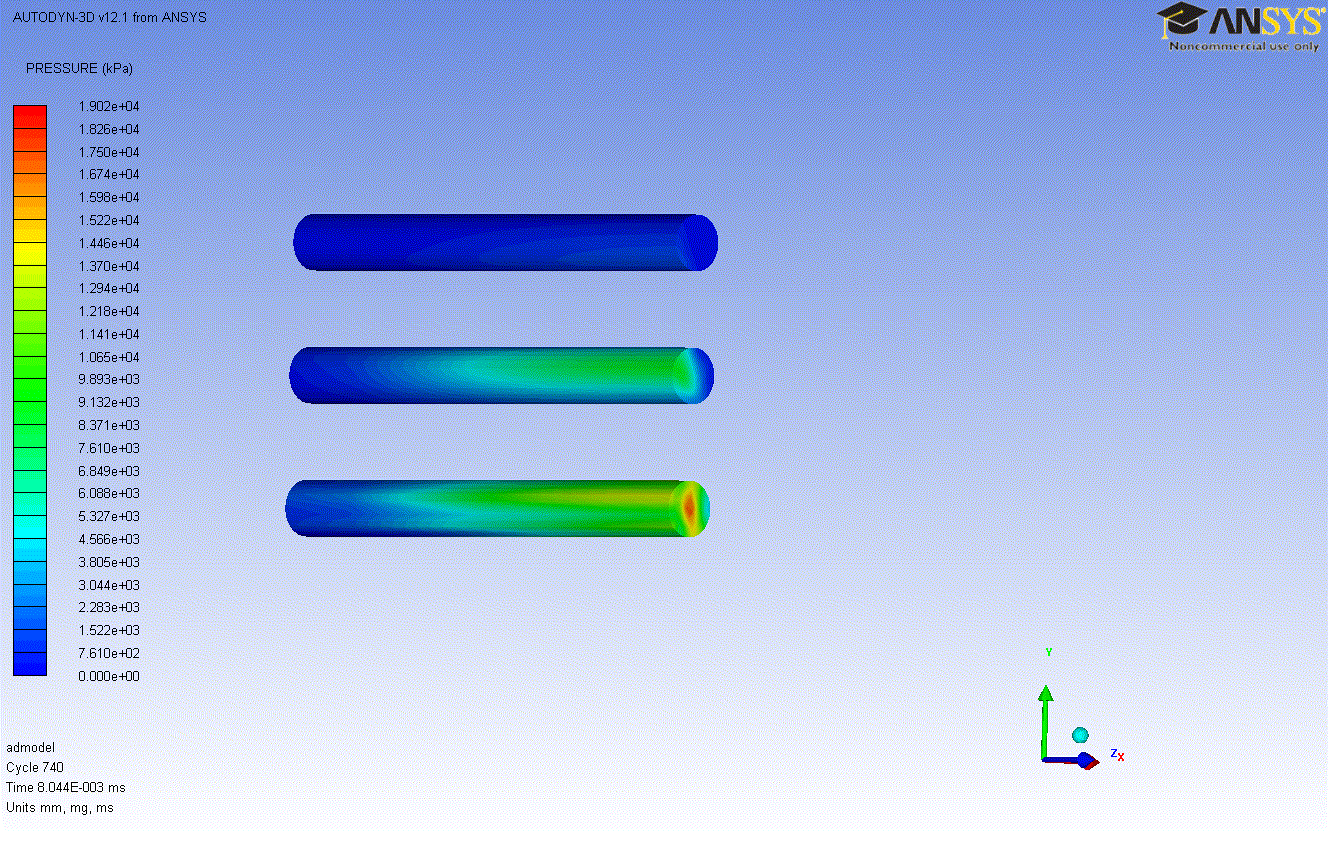 AUTODYN-3D v12.1 from ANSYS
ANSYS
Noncommercial use only
PRESSURE (kPa)
1.902e+04
1.826e+04
1.750e+04
1.674e+04
1.598e+04
1.522e+04
1.446e+04
1.370e+04
1.294e+04
1.218e+04
1.141e+04
1.065e+04
9.893e+03
9.132e+03
8.371e+03
7.610e+03
6.849e+03
6.088e+03
5.327e+03
4.566e+03
3.805e+03
3.044e+03
2.283e+03
1.522e+03
7.610e+02
0.000e+00
Y
Z
X
admodel
Cycle 740
Time 8.044E-003 ms
Units mm, mg, ms